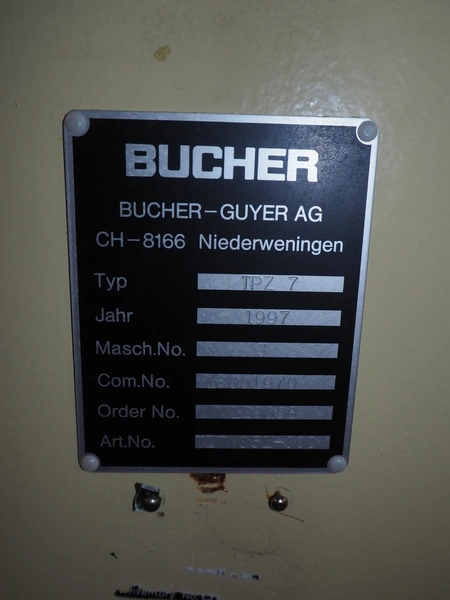 BUCHER
BUCHER-GUYER AG
CH-8166 Niederweningen
Typ TPZ 7
Jahr 1997
Masch.No. 3
Com.No.
Order No.
Art.No.